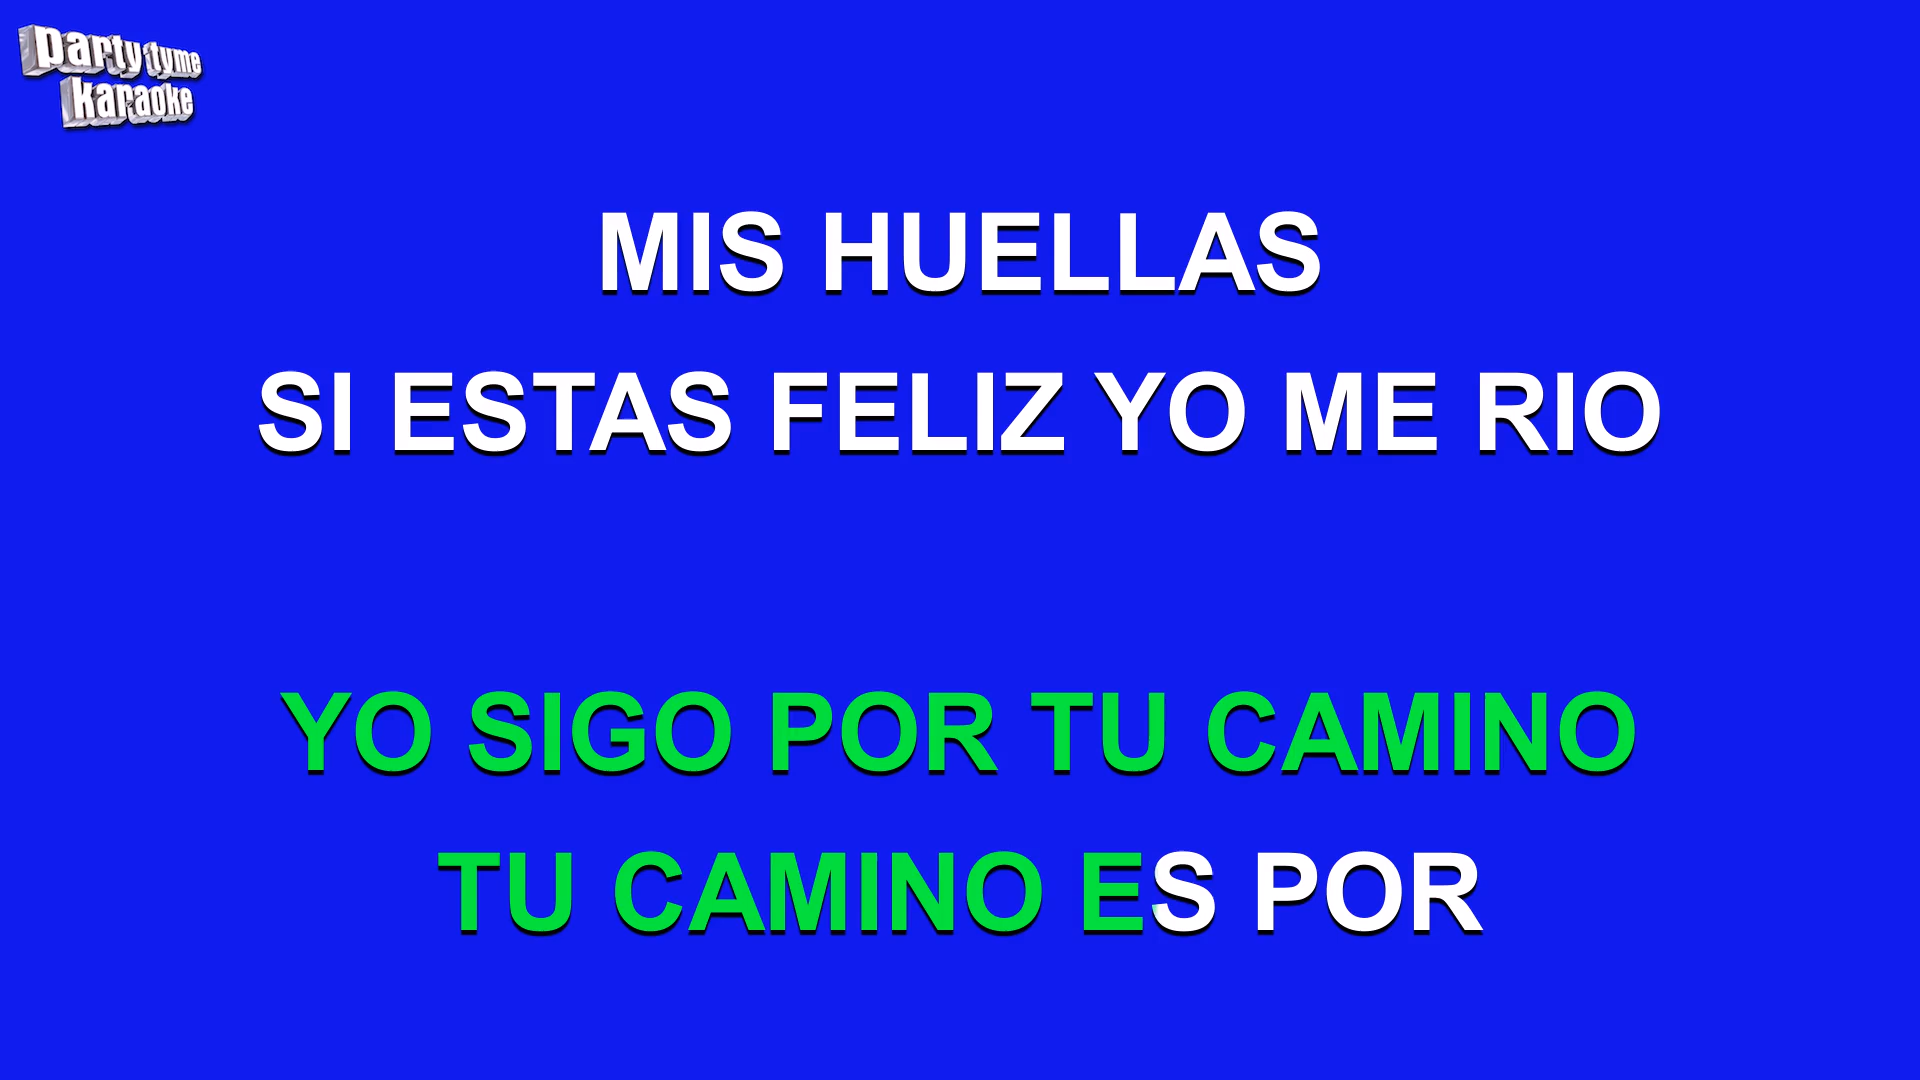 party tyme
karaoke
MIS HUELLAS
SI ESTAS FELIZ YO ME RIO
YO SIGO POR TU CAMINO
TU CAMINO ES POR